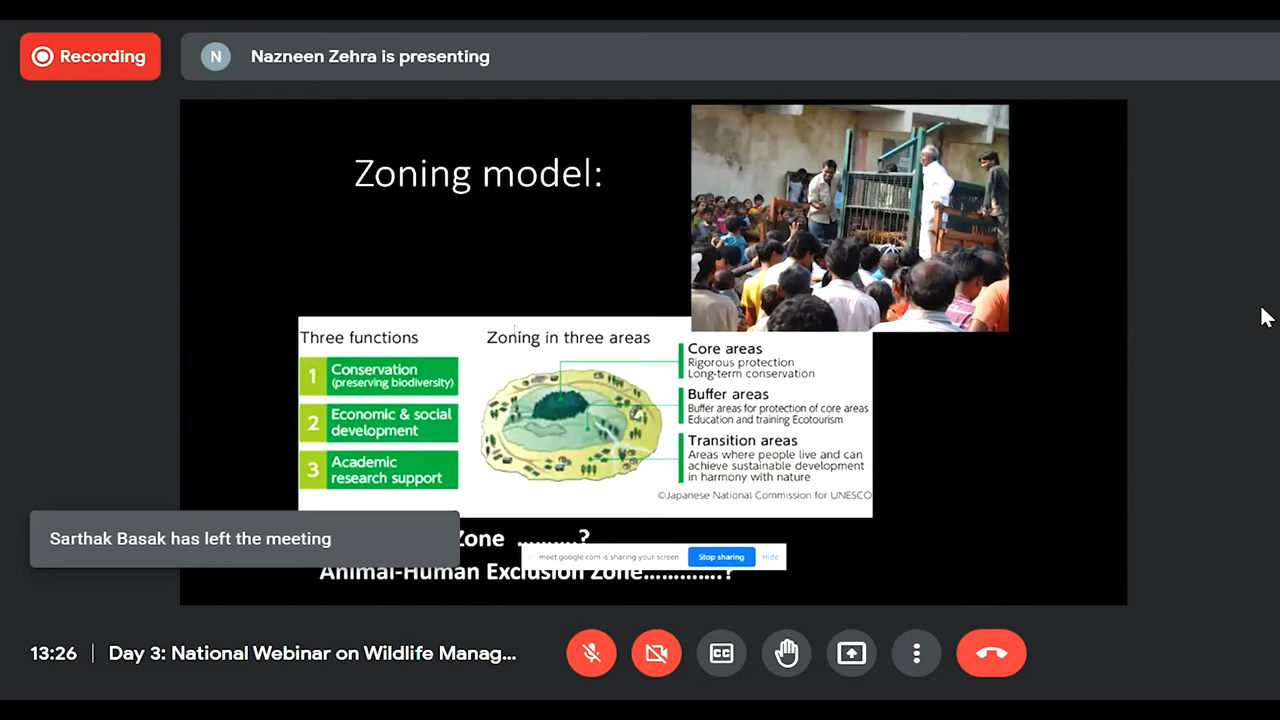 Recording
N
Nazneen Zehra is presenting
Zoning model:
Three functions
1
Conservation
(preserving biodiversity)
2
Economic & social
development
3
Academic
research support
Zoning in three areas
Core areas
Rigorous protection
Long-term conservation
Buffer areas
Buffer areas for protection of core areas
Education and training Ecotourism
Transition areas
Areas where people live and can
achieve sustainable development
in harmony with nature
©Japanese National Commission for UNESCO
Zone ..........?
Animal-Human Exclusion Zone.............?
meet.google.com is sharing your screen.
Stop sharing
Hide
Sarthak Basak has left the meeting
13:26
Day 3: National Webinar on Wildlife Manag...
CC